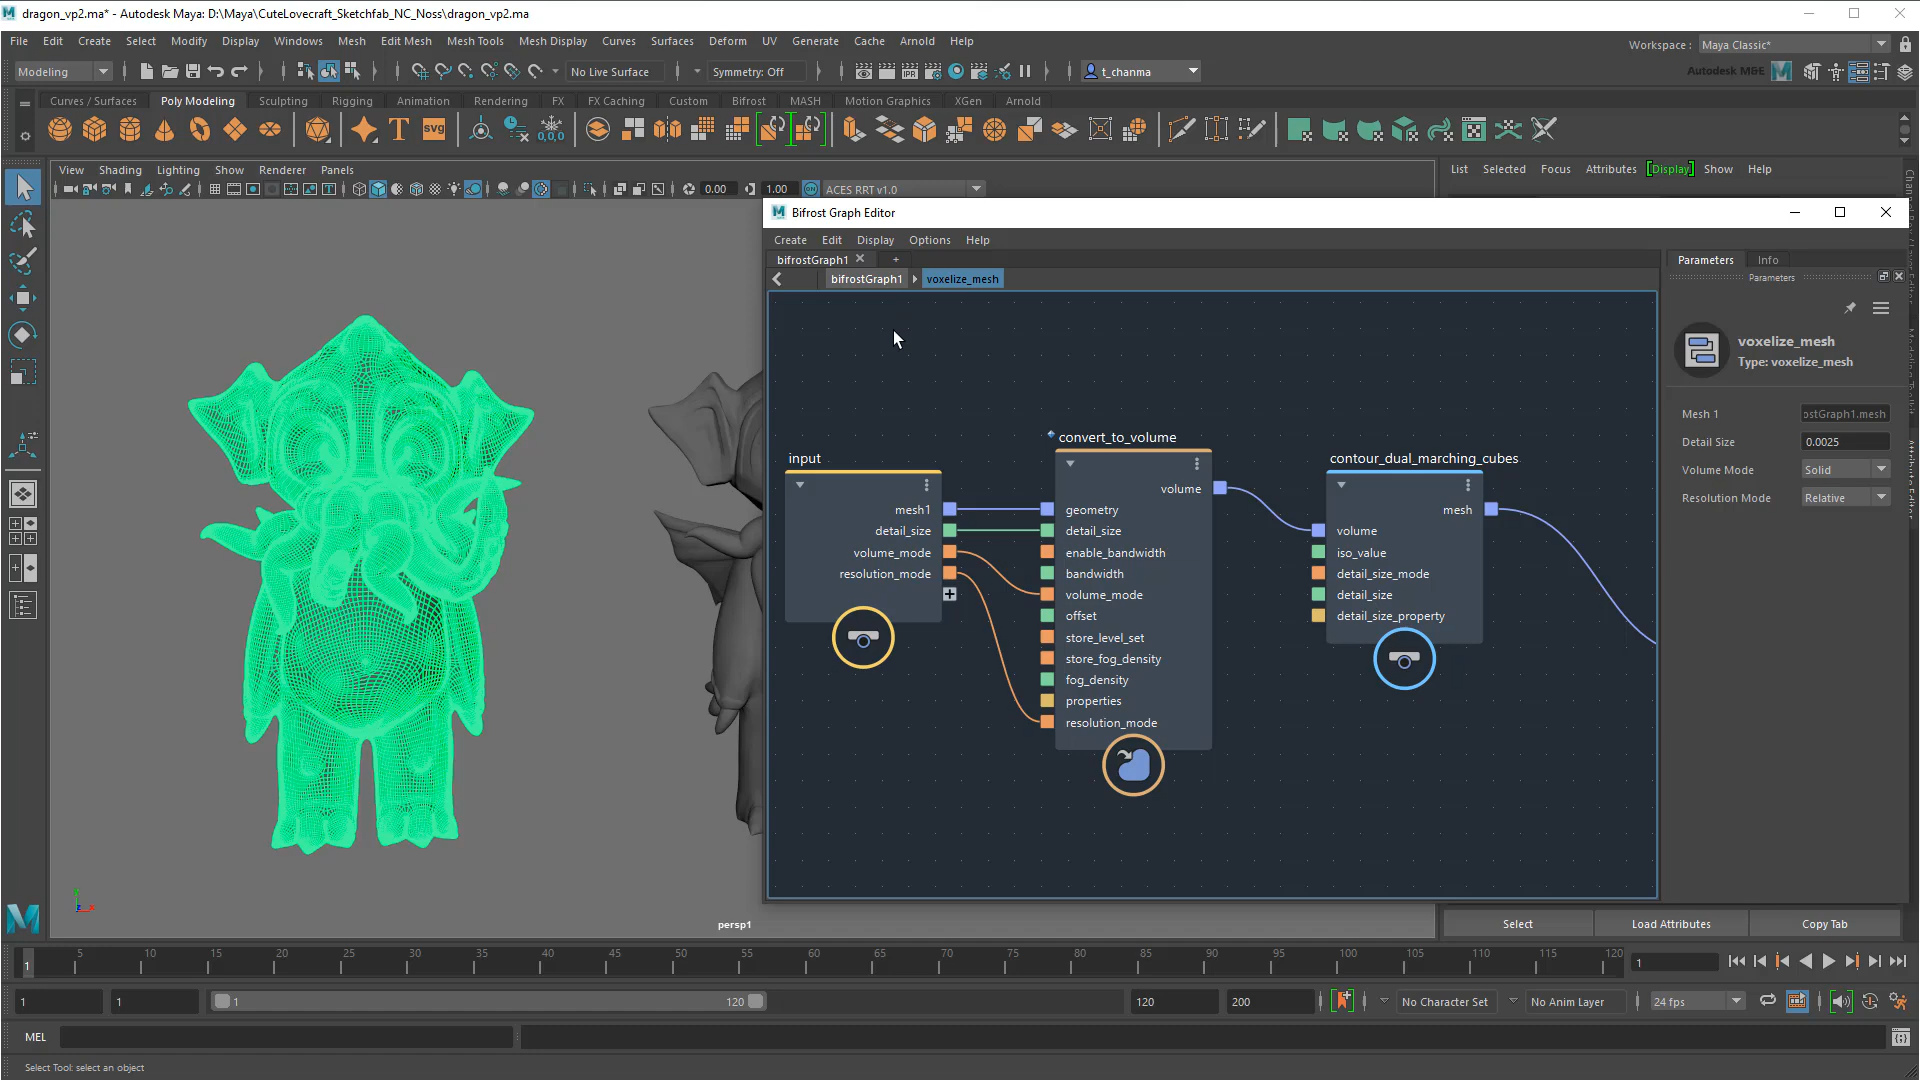 dragon_vp2.ma* - Autodesk Maya: D:\Maya\CuteLovecraft_Sketchfab_NC_Noss\dragon_vp2.ma
File Edit Create Select Modify Display Windows Mesh Edit Mesh Mesh Tools Mesh Display Curves Surfaces Deform UV Generate Cache Arnold Help
Workspace : Maya Classic*
Modeling No Live Surface Symmetry: Off IPR t_chanma Autodesk M&E
Curves / Surfaces Poly Modeling Sculpting Rigging Animation Rendering FX FX Caching Custom Bifrost MASH Motion Graphics XGen Arnold
T SVG 0,0,0
View Shading Lighting Show Renderer Panels
List Selected Focus Attributes Display Show Help
0.00 1.00 ACES RRT v1.0
Bifrost Graph Editor
Create Edit Display Options Help
bifrostGraph1 +
bifrostGraph1 voxelize_mesh
Parameters Info
Parameters
voxelize_mesh
Type: voxelize_mesh
Mesh 1 ostGraph1.mesh
Detail Size 0.0025
Volume Mode Solid
Resolution Mode Relative
input
mesh1
detail_size
volume_mode
resolution_mode
convert_to_volume
volume
geometry
detail_size
enable_bandwidth
bandwidth
volume_mode
offset
store_level_set
store_fog_density
fog_density
properties
resolution_mode
contour_dual_marching_cubes
mesh
volume
iso_value
detail_size_mode
detail_size
detail_size_property
persp1
Select Load Attributes Copy Tab
1 5 10 15 20 25 30 35 40 45 50 55 60 65 70 75 80 85 90 95 100 105 110 115 120 1
1 1 1 120 120 200 No Character Set No Anim Layer 24 fps
MEL
Select Tool: select an object